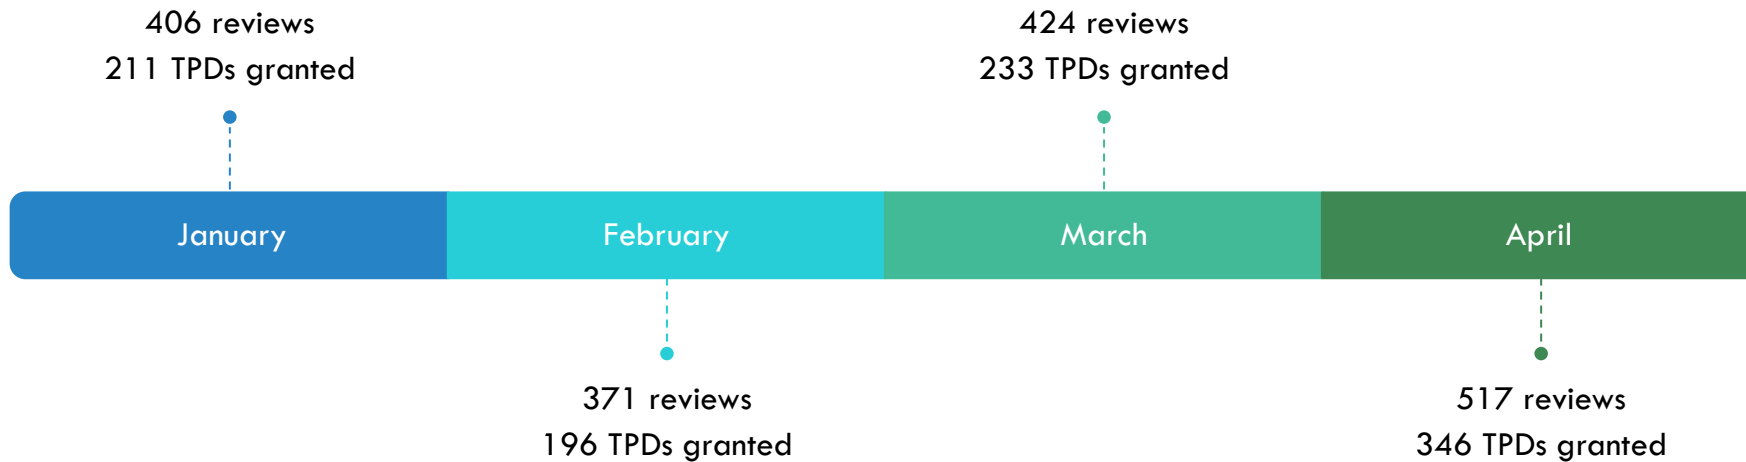 406 reviews
211 TPDs granted
424 reviews
233 TPDs granted
January
February
March
April
371 reviews
196 TPDs granted
517 reviews
346 TPDs granted